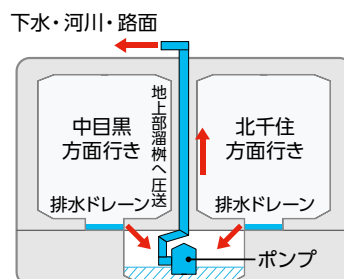 下水・河川・路面
中目黒
方面行き
地上部溜桝へ圧送
北千住
方面行き
排水ドレーン
排水ドレーン
ポンプ